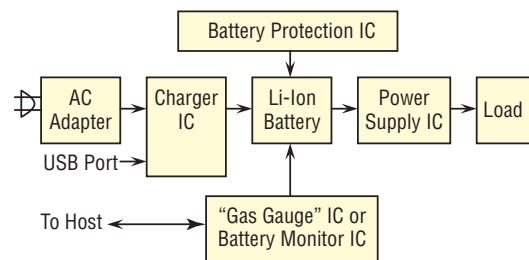 Battery Protection IC
AC
Adapter
Charger
IC
Li-Ion
Battery
Power
Supply IC
Load
USB Port
To Host
“Gas Gauge” IC or
Battery Monitor IC